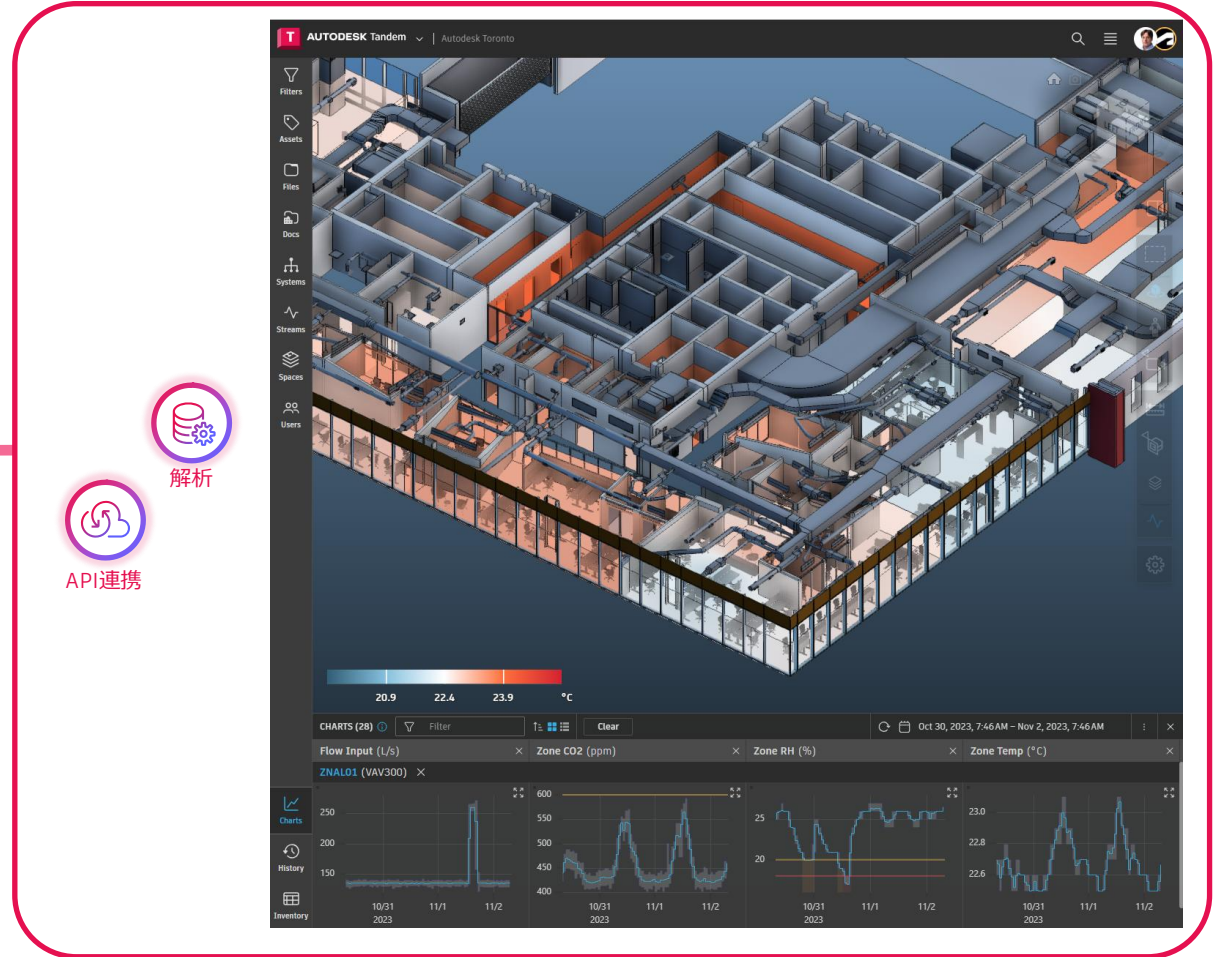 AUTODESK Tandem | Autodesk Toronto
Filters
Assets
Files
Docs
Systems
Streams
Spaces
Users
解析
API連携
20.9 22.4 23.9 °C
CHARTS (28) Filter Clear Oct 30, 2023, 7:46 AM – Nov 2, 2023, 7:46 AM
Flow Input (L/s) Zone CO2 (ppm) Zone RH (%) Zone Temp (°C)
ZNAL01 (VAV300)
Charts
History
Inventory
250
200
150
10/31 11/1 11/2
2023
600
550
500
450
400
10/31 11/1 11/2
2023
25
20
10/31 11/1 11/2
2023
23.0
22.8
22.6
10/31 11/1 11/2
2023